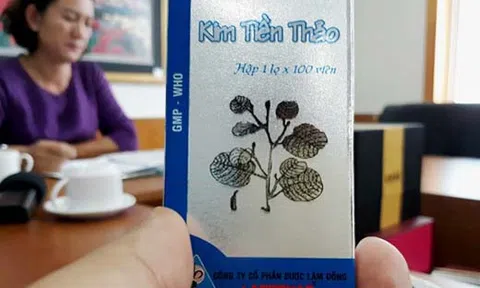 Kim Tiền Thảo
Hộp 1 lọ x 100 viên
GMP - WHO
CÔNG TY CỔ PHẦN DƯỢC LÂM ĐỒNG